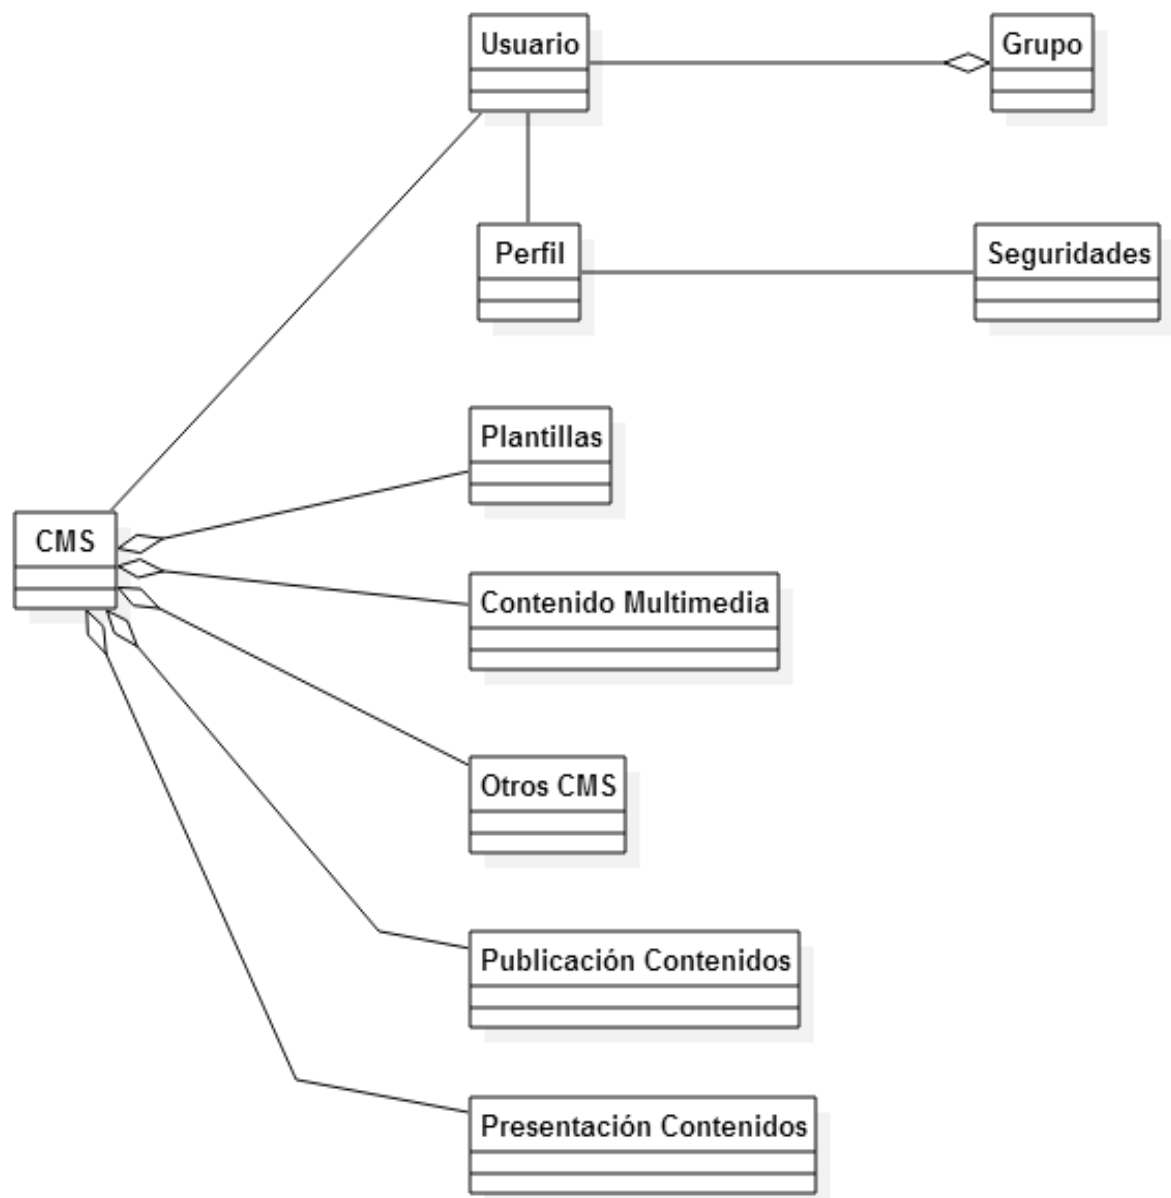 Usuario
Grupo
Perfil
Seguridades
Plantillas
CMS
Contenido Multimedia
Otros CMS
Publicación Contenidos
Presentación Contenidos